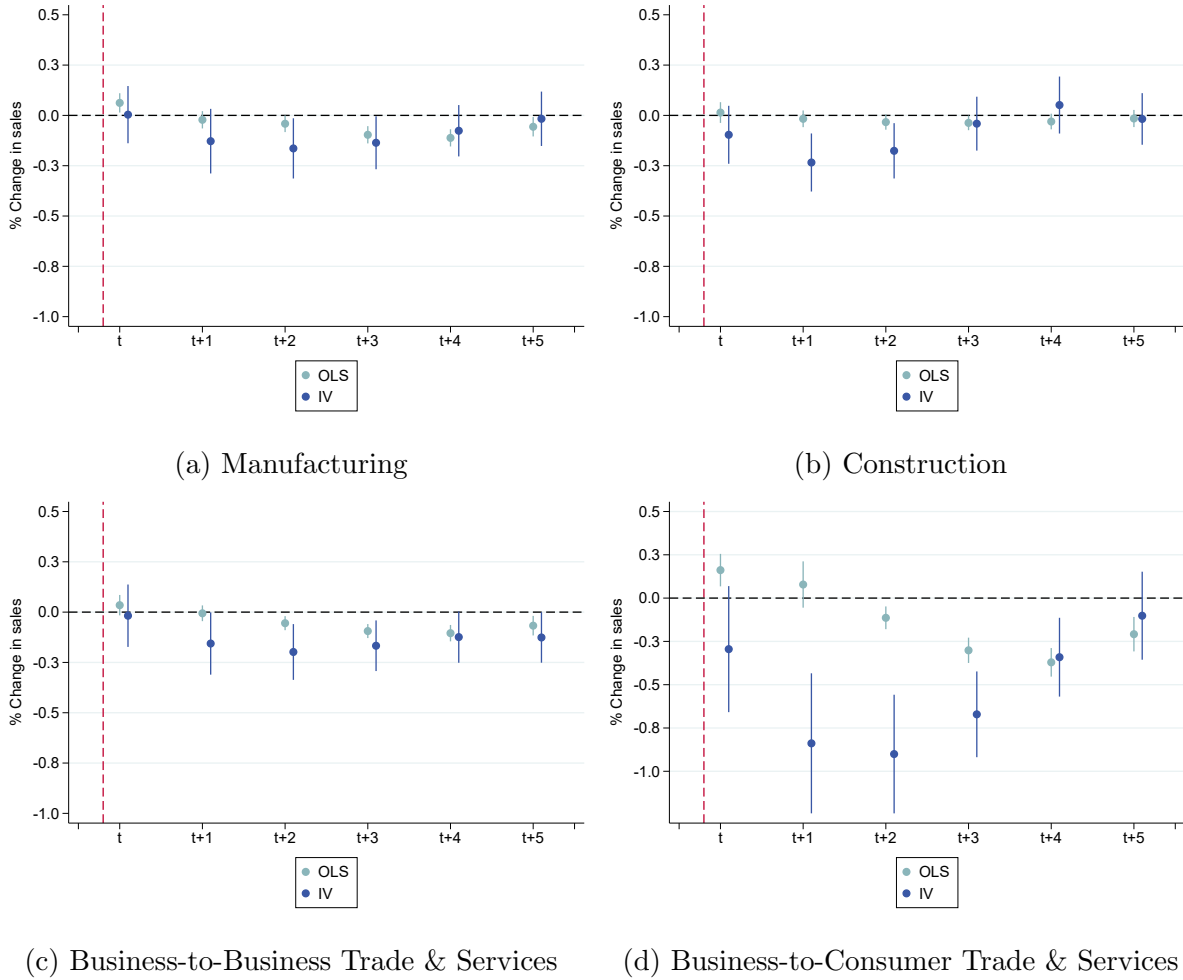 % Change in sales
0.5
0.3
0.0
-0.3
-0.5
-0.8
-1.0
t t+1 t+2 t+3 t+4 t+5
OLS
IV
(a) Manufacturing
% Change in sales
0.5
0.3
0.0
-0.3
-0.5
-0.8
-1.0
t t+1 t+2 t+3 t+4 t+5
OLS
IV
(b) Construction
% Change in sales
0.5
0.3
0.0
-0.3
-0.5
-0.8
-1.0
t t+1 t+2 t+3 t+4 t+5
OLS
IV
(c) Business-to-Business Trade & Services
% Change in sales
0.5
0.3
0.0
-0.3
-0.5
-0.8
-1.0
t t+1 t+2 t+3 t+4 t+5
OLS
IV
(d) Business-to-Consumer Trade & Services